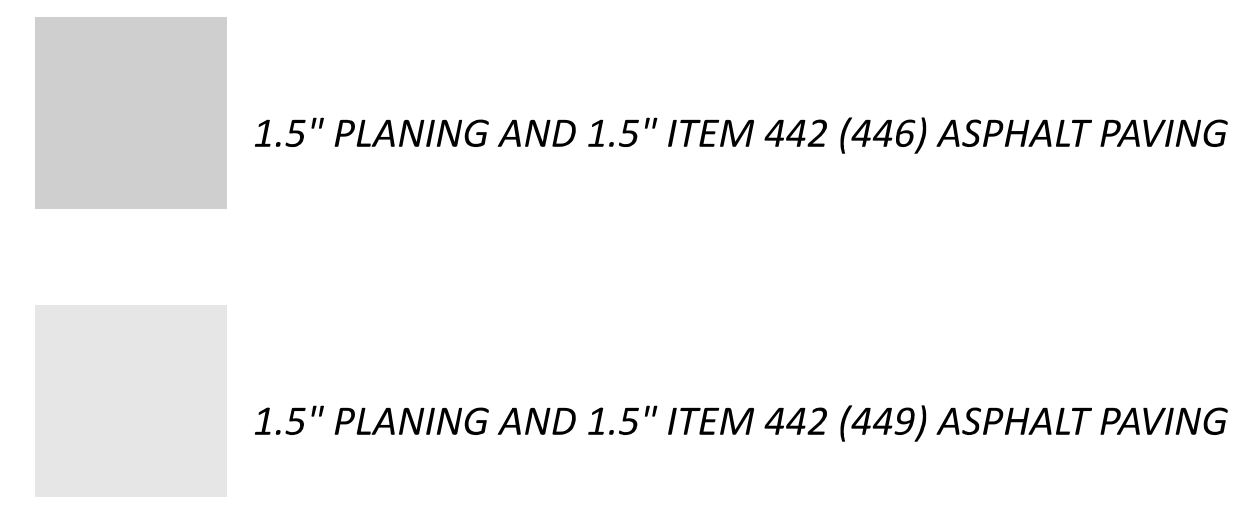 1.5" PLANING AND 1.5" ITEM 442 (446) ASPHALT PAVING
1.5" PLANING AND 1.5" ITEM 442 (449) ASPHALT PAVING